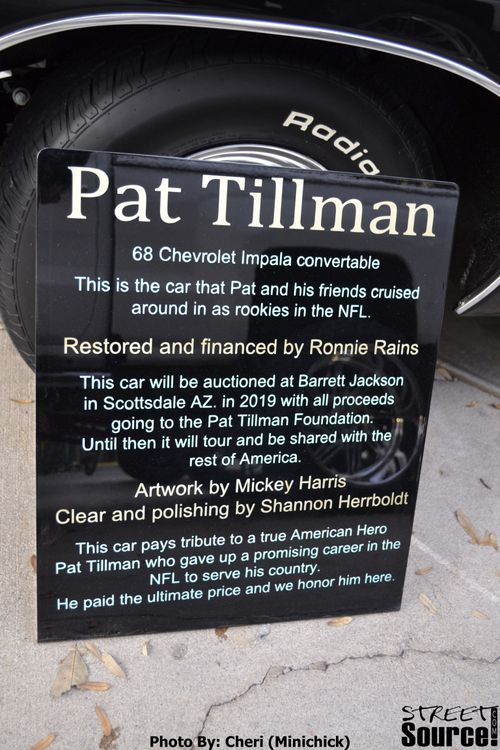 Radia
Pat Tillman
68 Chevrolet Impala convertable
This is the car that Pat and his friends cruised
around in as rookies in the NFL.
Restored and financed by Ronnie Rains
This car will be auctioned at Barrett Jackson
in Scottsdale AZ. in 2019 with all proceeds
going to the Pat Tillman Foundation.
Until then it will tour and be shared with the
rest of America.
Artwork by Mickey Harris
Clear and polishing by Shannon Herrboldt
This car pays tribute to a true American Hero
Pat Tillman who gave up a promising career in the
NFL to serve his country.
He paid the ultimate price and we honor him here.
STREET
Source.COM!
Photo By: Cheri (Minichick)